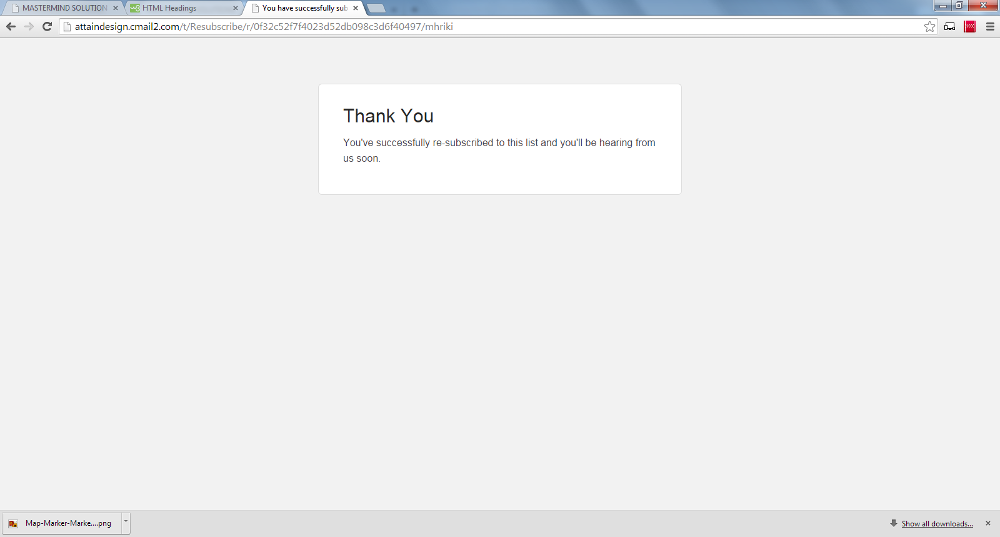 MASTERMIND SOLUTION
HTML Headings
You have successfully sub
attaindesign.cmail2.com/t/Resubscribe/r/0f32c52f7f4023d52db098c3d6f40497/mhriki
Thank You
You've successfully re-subscribed to this list and you'll be hearing from
us soon.
Map-Marker-Marke....png
Show all downloads...